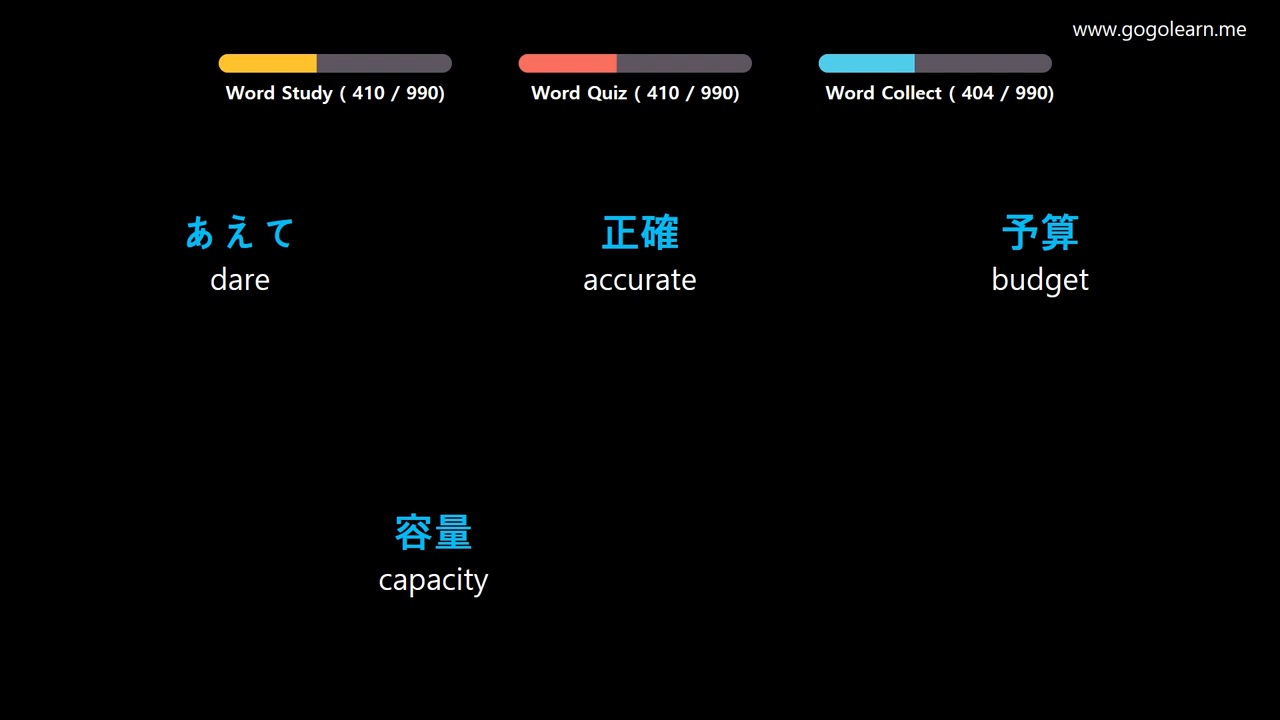 www.gogolearn.me
Word Study ( 410 / 990)
Word Quiz ( 410 / 990)
Word Collect ( 404 / 990)
あえて
dare
正確
accurate
予算
budget
容量
capacity